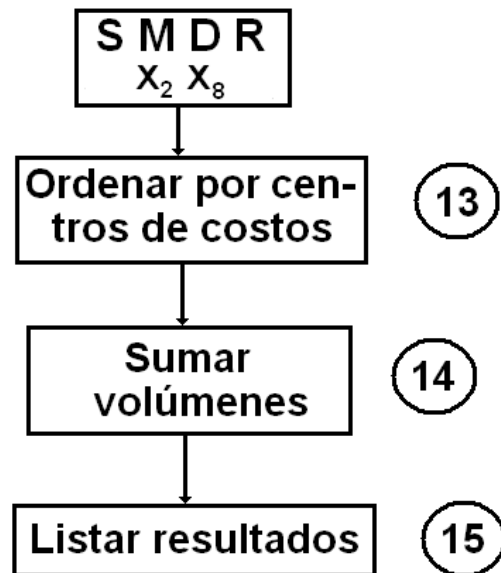 S M D R
X₂ X₈
Ordenar por cen-
tros de costos
13
Sumar
volúmenes
14
Listar resultados
15